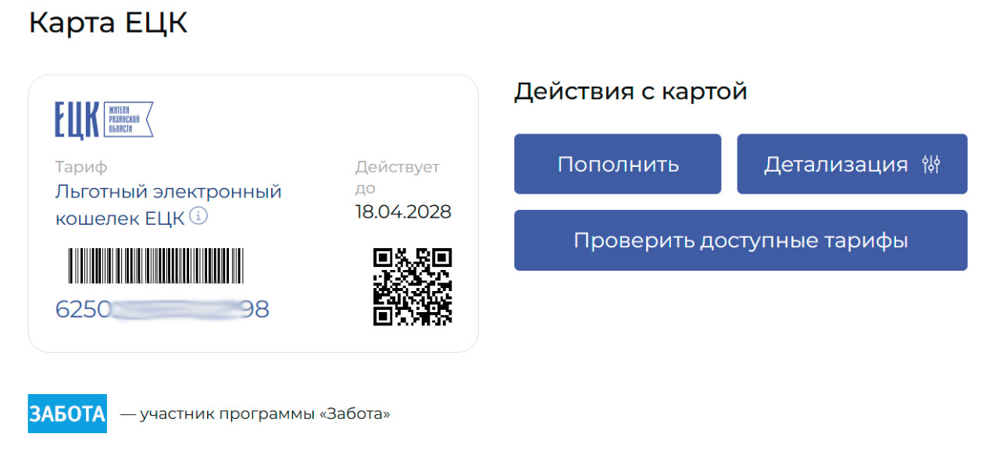 Карта ЕЦК
ЕЦК
ЖИТЕЛЯ
РЯЗАНСКОЙ
ОБЛАСТИ
Тариф
Льготный электронный
кошелек ЕЦК
Действует
до
18.04.2028
6250
98
Действия с картой
Пополнить
Детализация
Проверить доступные тарифы
ЗАБОТА — участник программы «Забота»